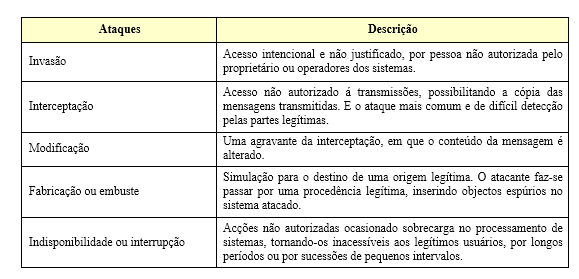 Ataques Descrição
Invasão
Acesso intencional e não justificado, por pessoa não autorizada pelo
proprietário ou operadores dos sistemas.
Interceptação
Acesso não autorizado á transmissões, possibilitando a cópia das
mensagens transmitidas. E o ataque mais comum e de difícil detecção
pelas partes legítimas.
Modificação
Uma agravante da interceptação, em que o conteúdo da mensagem é
alterado.
Fabricação ou embuste
Simulação para o destino de uma origem legítima. O atacante faz-se
passar por uma procedência legítima, inserindo objectos espúrios no
sistema atacado.
Indisponibilidade ou interrupção
Acções não autorizadas ocasionado sobrecarga no processamento de
sistemas, tornando-os inacessíveis aos legítimos usuários, por longos
períodos ou por sucessões de pequenos intervalos.